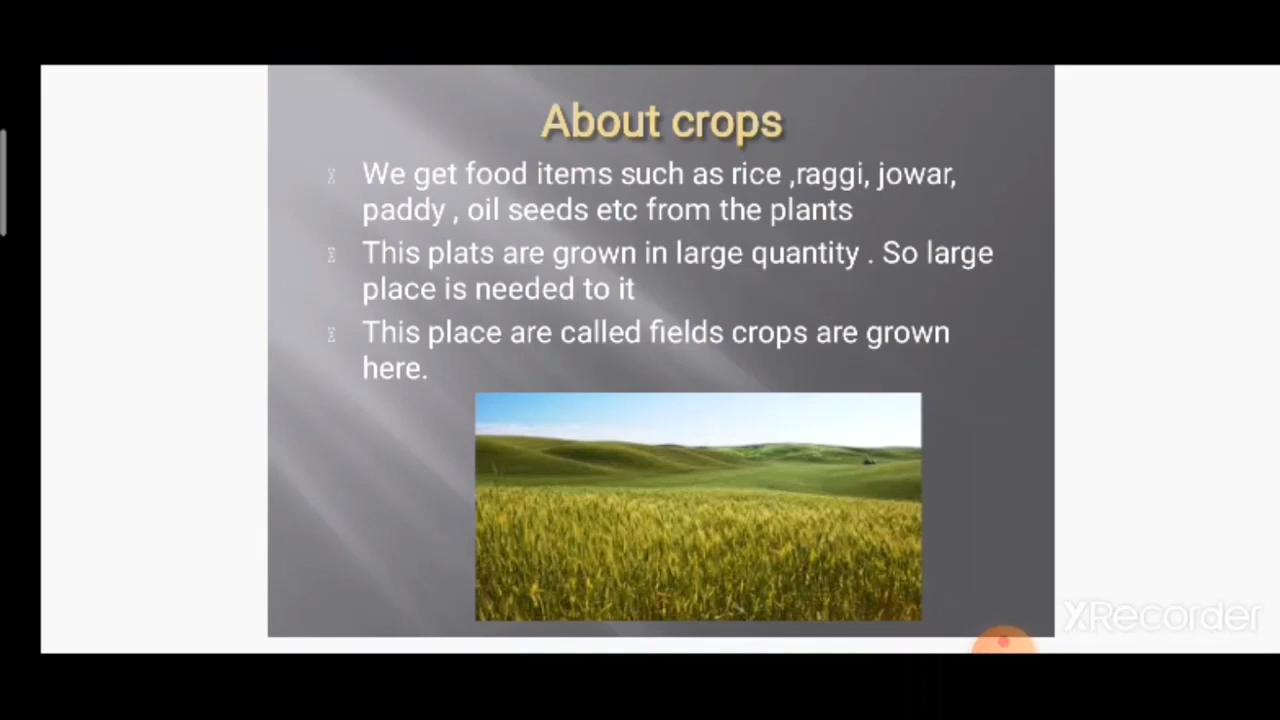 About crops
We get food items such as rice ,raggi, jowar,
paddy , oil seeds etc from the plants
This plats are grown in large quantity . So large
place is needed to it
This place are called fields crops are grown
here.
XRecorder